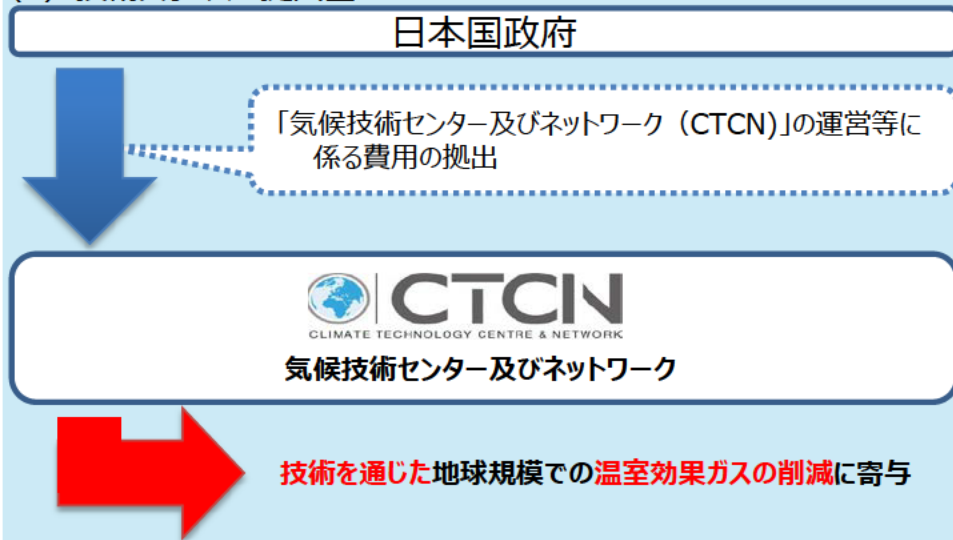 日本国政府
「気候技術センター及びネットワーク（CTCN)」の運営等に
係る費用の拠出
CTCN
CLIMATE TECHNOLOGY CENTRE & NETWORK
気候技術センター及びネットワーク
技術を通じた地球規模での温室効果ガスの削減に寄与